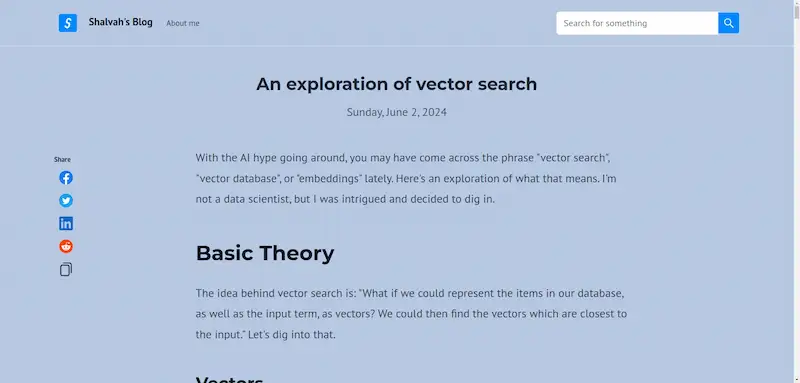 S
Shalvah's Blog
About me
Search for something
An exploration of vector search
Sunday, June 2, 2024
Share
With the AI hype going around, you may have come across the phrase "vector search",
"vector database", or "embeddings" lately. Here's an exploration of what that means. I'm
not a data scientist, but I was intrigued and decided to dig in.
Basic Theory
The idea behind vector search is: "What if we could represent the items in our database,
as well as the input term, as vectors? We could then find the vectors which are closest to
the input." Let's dig into that.
Vectors